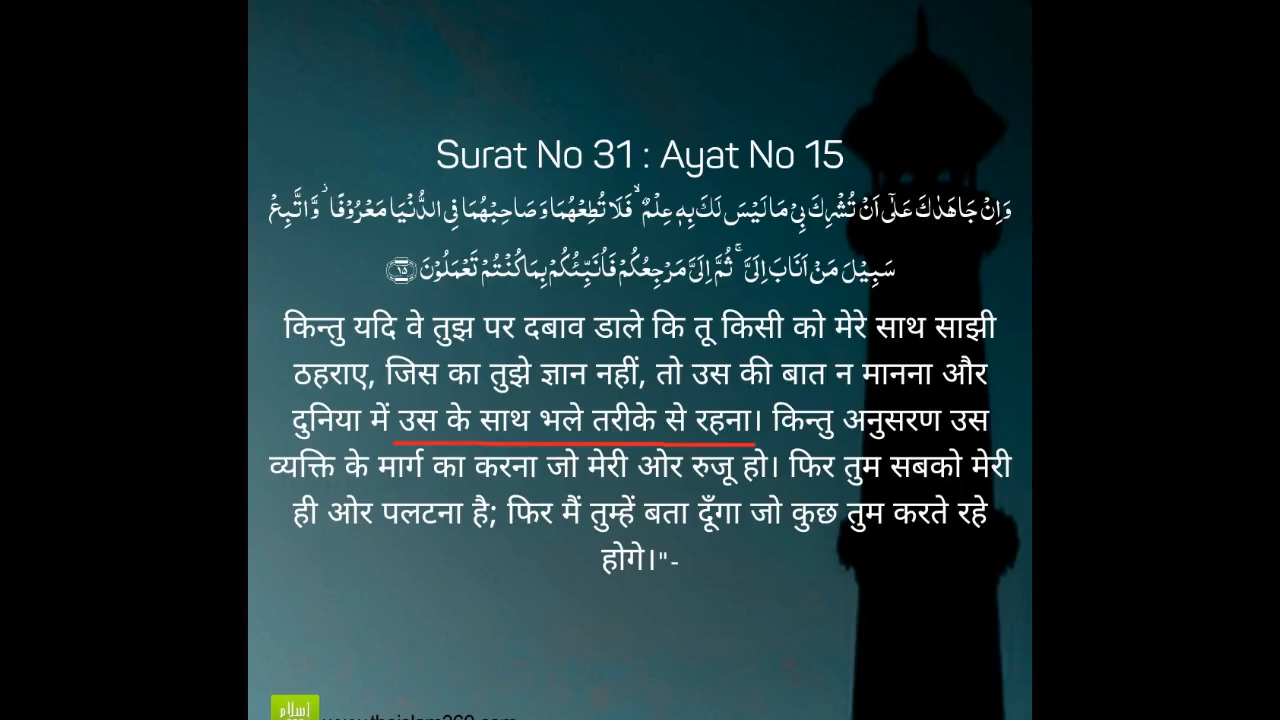 Surat No 31 : Ayat No 15
وَاِنۡ جَاهَدٰكَ عَلٰٓى اَنۡ تُشۡرِكَ بِىۡ مَا لَيۡسَ لَكَ بِهٖ عِلۡمٌ ۙ فَلَا تُطِعۡهُمَا وَصَاحِبۡهُمَا فِى الدُّنۡيَا مَعۡرُوۡفًا‌ ۫ وَّاتَّبِعۡ
سَبِيۡلَ مَنۡ اَنَابَ اِلَىَّ ‌ۚ ثُمَّ اِلَىَّ مَرۡجِعُكُمۡ فَاُنَبِّئُكُمۡ بِمَا كُنۡتُمۡ تَعۡمَلُوۡنَ ﴿۱۵﴾
किन्तु यदि वे तुझ पर दबाव डाले कि तू किसी को मेरे साथ साझी
ठहराए, जिस का तुझे ज्ञान नहीं, तो उस की बात न मानना और
दुनिया में उस के साथ भले तरीके से रहना। किन्तु अनुसरण उस
व्यक्ति के मार्ग का करना जो मेरी ओर रुजू हो। फिर तुम सबको मेरी
ही ओर पलटना है; फिर मैं तुम्हें बता दूँगा जो कुछ तुम करते रहे
होगे।"-
اسلام